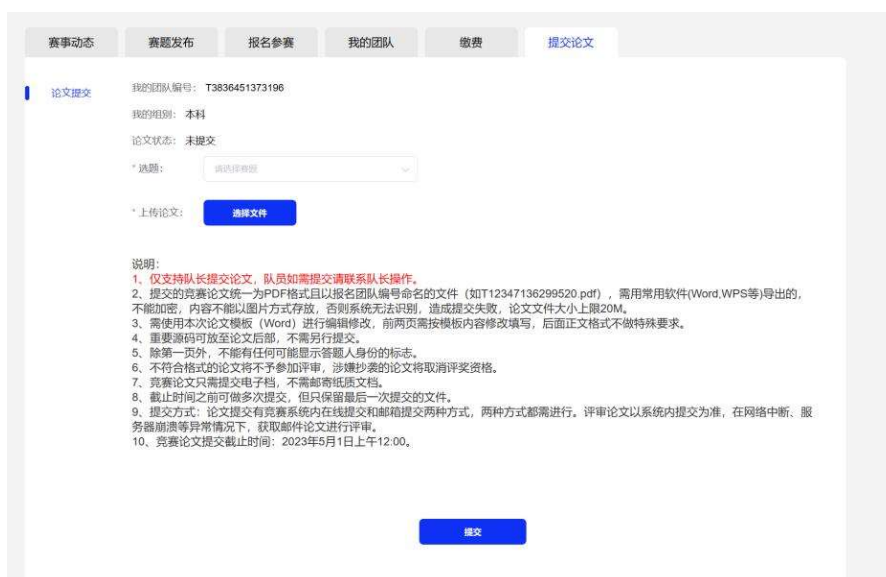 赛事动态 赛题发布 报名参赛 我的团队 缴费 提交论文
论文提交
我的团队编号: T3836451373196
我的组别: 本科
论文状态: 未提交
* 选题: 请选择赛题
* 上传论文: 选择文件
说明:
1、仅支持队长提交论文，队员如需提交请联系队长操作。
2、提交的竞赛论文统一为PDF格式且以报名团队编号命名的文件（如T12347136299520.pdf），需用常用软件(Word,WPS等)导出的，
不能加密，内容不能以图片方式存放，否则系统无法识别，造成提交失败，论文文件大小上限20M。
3、需使用本次论文模板（Word）进行编辑修改，前两页需按模板内容修改填写，后面正文格式不做特殊要求。
4、重要源码可放至论文后部，不需另行提交。
5、除第一页外，不能有任何可能显示答题人身份的标志。
6、不符合格式的论文将不予参加评审，涉嫌抄袭的论文将取消评奖资格。
7、竞赛论文只需提交电子档，不需邮寄纸质文档。
8、截止时间之前可做多次提交，但只保留最后一次提交的文件。
9、提交方式：论文提交有竞赛系统内在线提交和邮箱提交两种方式，两种方式都需进行。评审论文以系统内提交为准，在网络中断、服
务器崩溃等异常情况下，获取邮件论文进行评审。
10、竞赛论文提交截止时间：2023年5月1日上午12:00。
提交